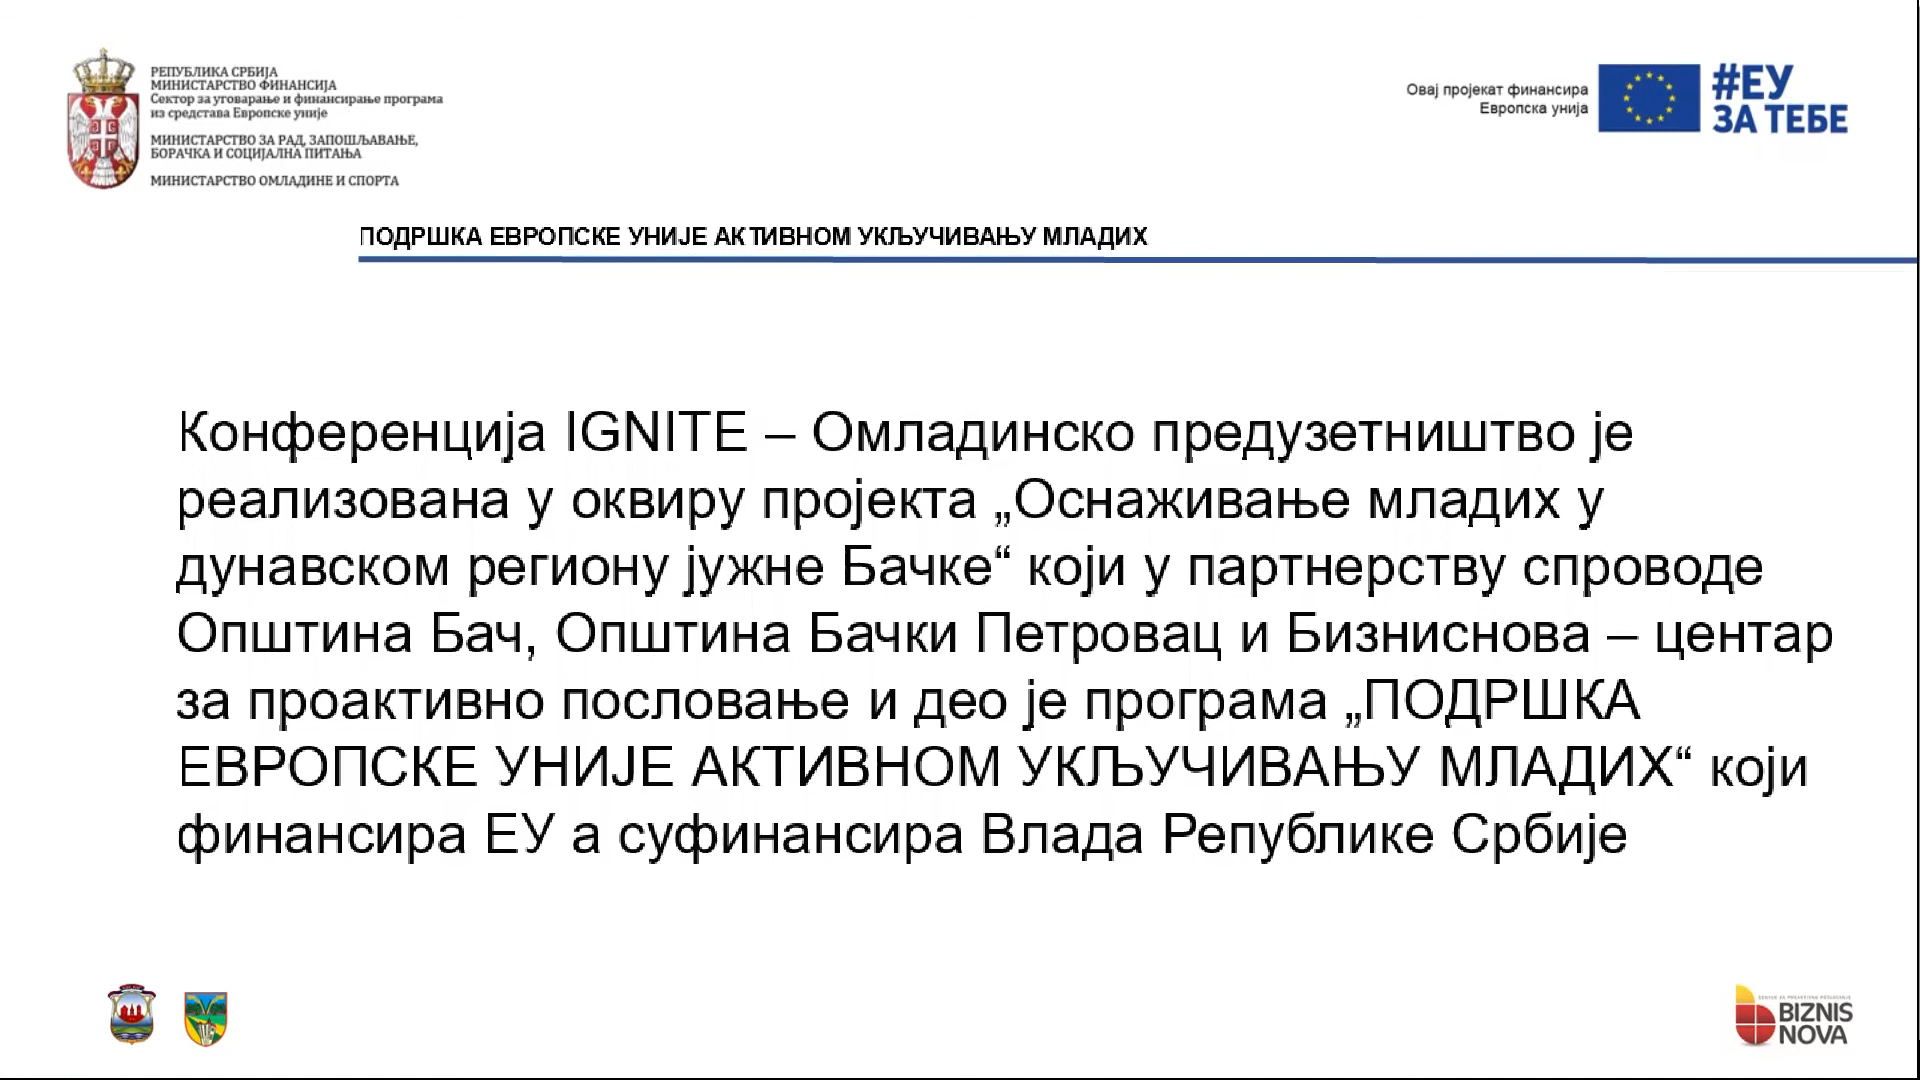 РЕПУБЛИКА СРБИЈА
МИНИСТАРСТВО ФИНАНСИЈА
Сектор за уговарање и финансирање програма
из средстава Европске уније
МИНИСТАРСТВО ЗА РАД, ЗАПОШЉАВАЊЕ,
БОРАЧКА И СОЦИЈАЛНА ПИТАЊА
МИНИСТАРСТВО ОМЛАДИНЕ И СПОРТА
Овај пројекат финансира
Европска унија
#ЕУ
ЗА ТЕБЕ
ПОДРШКА ЕВРОПСКЕ УНИЈЕ АКТИВНОМ УКЉУЧИВАЊУ МЛАДИХ
Конференција IGNITE – Омладинско предузетништво је
реализована у оквиру пројекта „Оснаживање младих у
дунавском региону јужне Бачке“ који у партнерству спроводе
Општина Бач, Општина Бачки Петровац и Бизниснова – центар
за проактивно пословање и део је програма „ПОДРШКА
ЕВРОПСКЕ УНИЈЕ АКТИВНОМ УКЉУЧИВАЊУ МЛАДИХ“ који
финансира ЕУ а суфинансира Влада Републике Србије
BIZNIS
NOVA